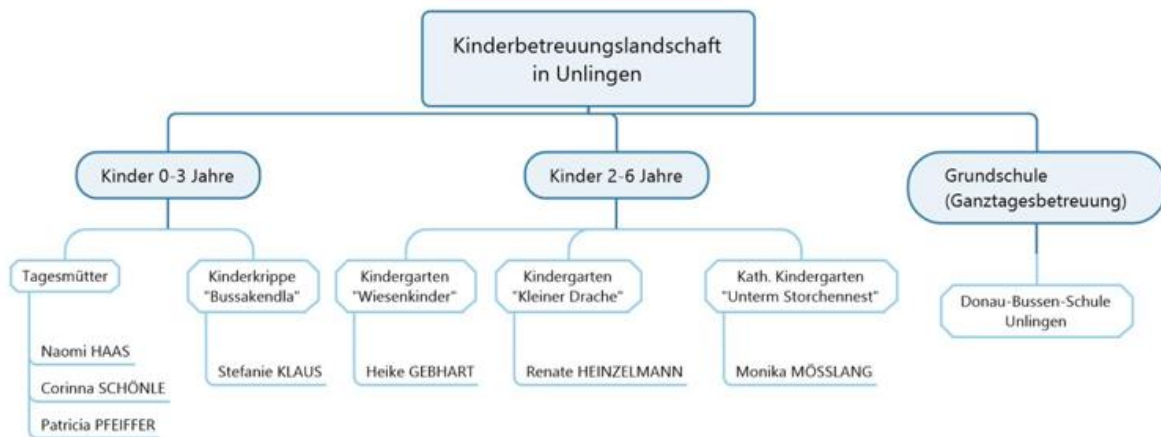 Kinderbetreuungslandschaft
in Unlingen
Kinder 0-3 Jahre
Kinder 2-6 Jahre
Grundschule
(Ganztagesbetreuung)
Tagesmütter
Kinderkrippe
"Bussakendla"
Kindergarten
"Wiesenkinder"
Kindergarten
"Kleiner Drache"
Kath. Kindergarten
"Unterm Storchennest"
Donau-Bussen-Schule
Unlingen
Naomi HAAS
Corinna SCHÖNLE
Patricia PFEIFFER
Stefanie KLAUS
Heike GEBHART
Renate HEINZELMANN
Monika MÖSSLANG